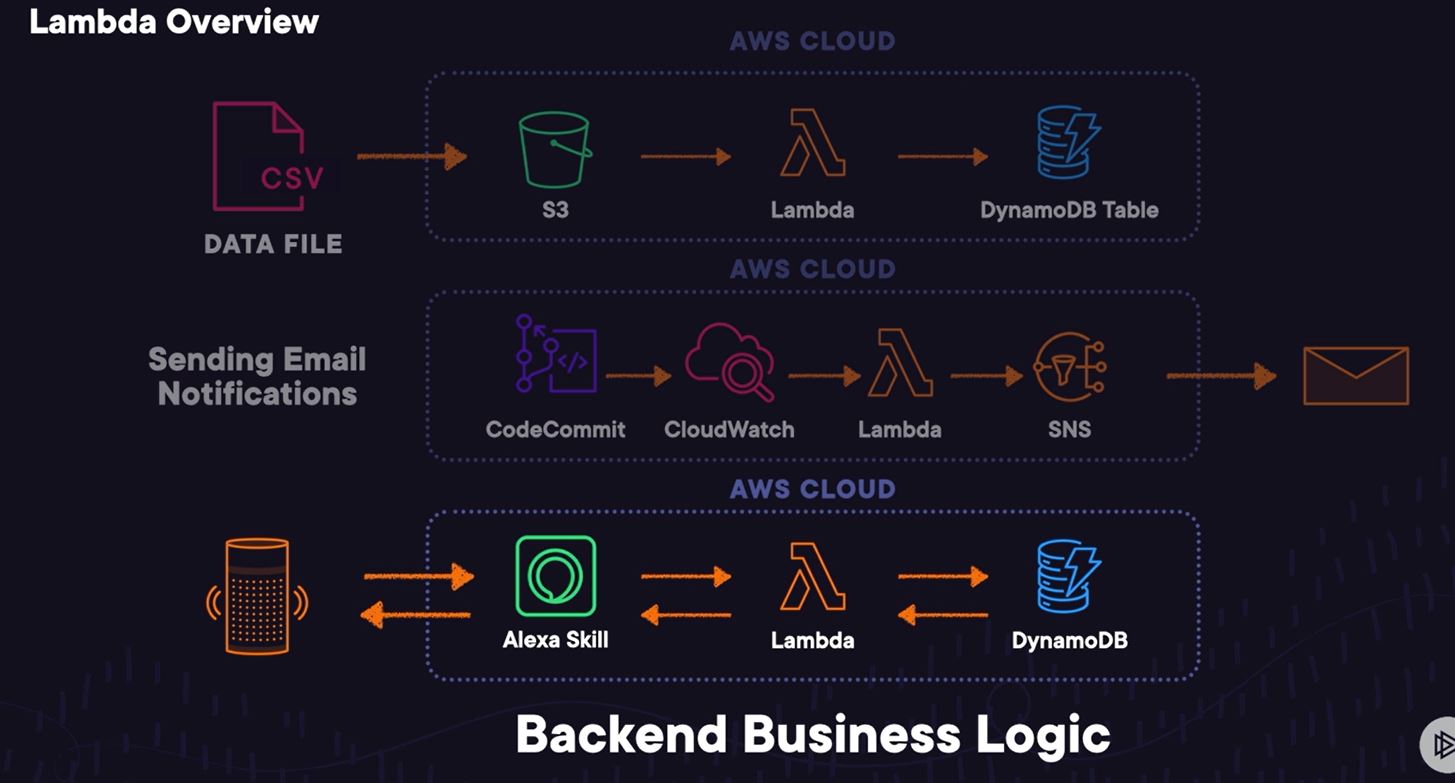 Lambda Overview
AWS CLOUD
CSV
S3
Lambda
DynamoDB Table
DATA FILE
AWS CLOUD
Sending Email
Notifications
</>
CodeCommit
CloudWatch
Lambda
SNS
AWS CLOUD
Alexa Skill
Lambda
DynamoDB
Backend Business Logic